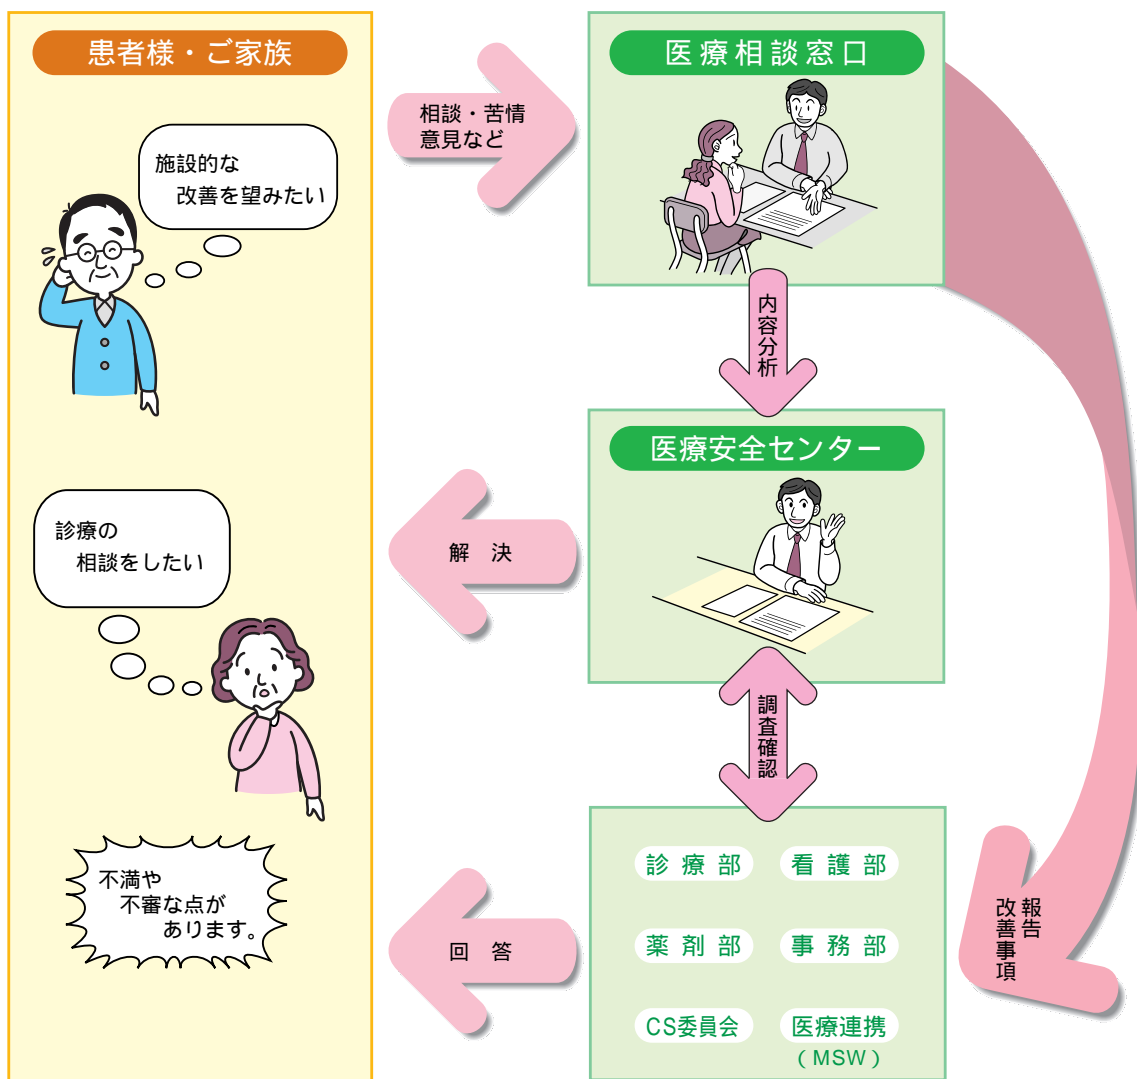 患者様・ご家族
施設的な
改善を望みたい
診療の
相談をしたい
不満や
不審な点が
あります。
相談・苦情
意見など
医療相談窓口
内容分析
医療安全センター
解 決
調査確認
診 療 部
看 護 部
薬 剤 部
事 務 部
CS委員会
医療連携
(MSW)
回 答
報告
改善事項